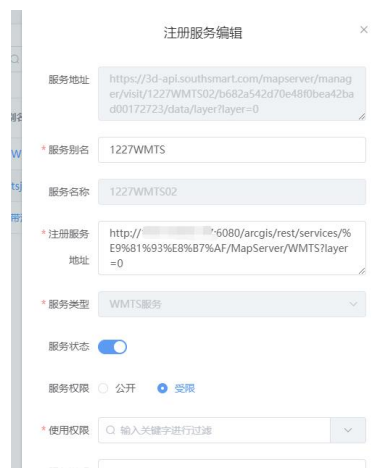 注册服务编辑
服务地址
https://3d-api.southsmart.com/mapserver/manag
er/visit/1227WMTS02/b682a542d70e48f0bea42ba
d00172723/data/layer?layer=0
* 服务别名
1227WMTS
服务名称
1227WMTS02
* 注册服务
地址
http://
:6080/arcgis/rest/services/%
E9%81%93%E8%B7%AF/MapServer/WMTS?layer
=0
* 服务类型
WMTS服务
服务状态
服务权限
公开
受限
* 使用权限
输入关键字进行过滤